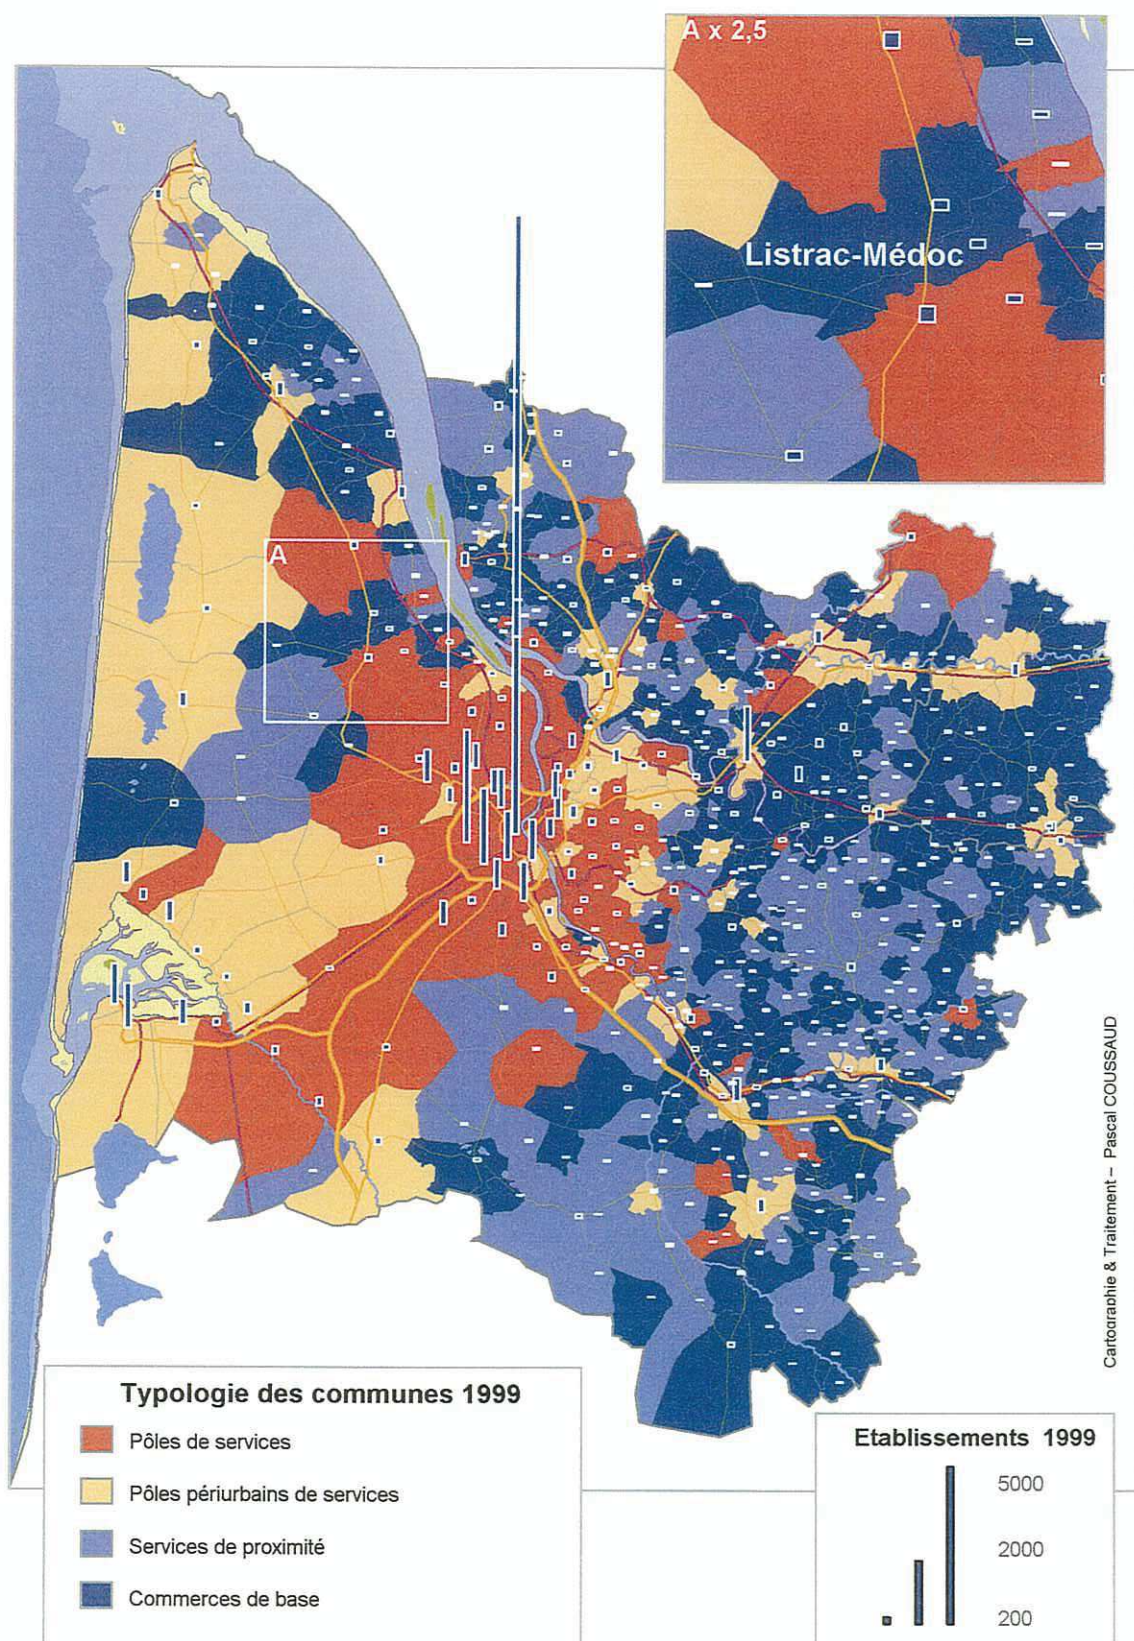 A x 2,5
Listrac-Médoc
A
Cartographie & Traitement – Pascal COUSSAUD
Typologie des communes 1999
Pôles de services
Pôles périurbains de services
Services de proximité
Commerces de base
Etablissements 1999
5000
2000
200